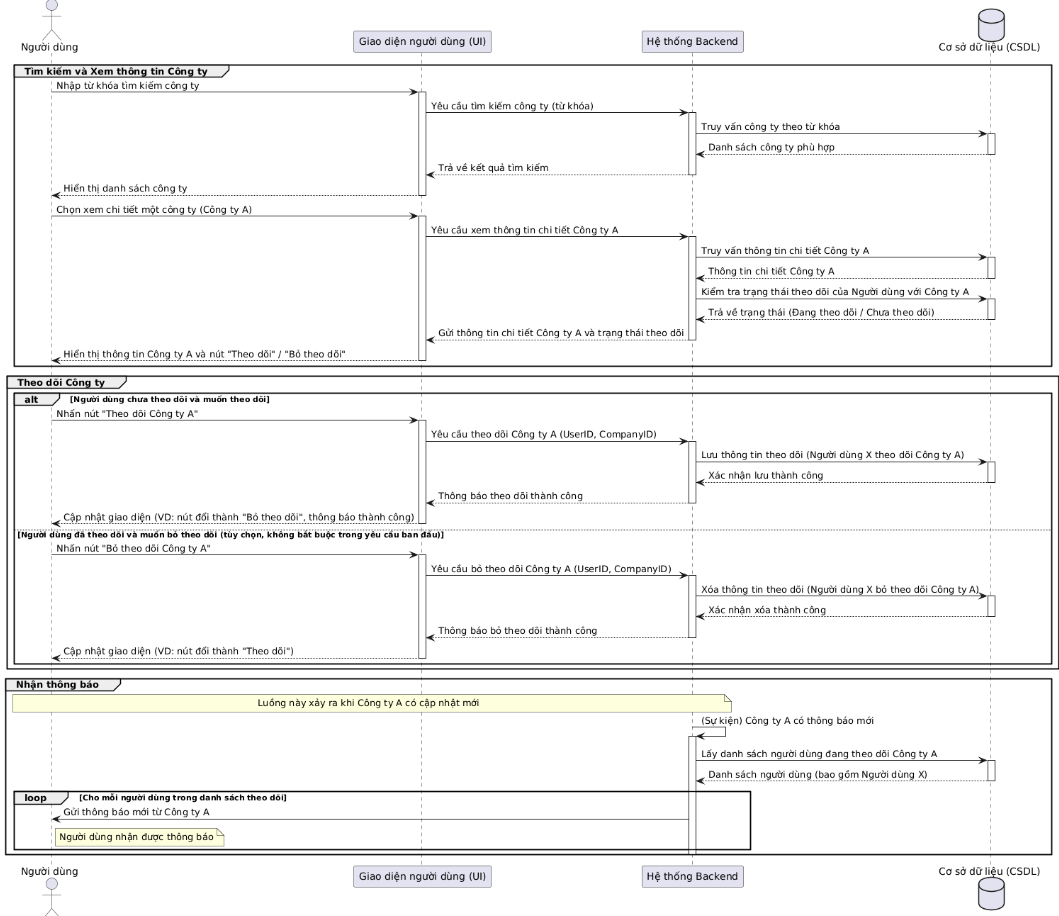 Người dùng
Giao diện người dùng (UI)
Hệ thống Backend
Cơ sở dữ liệu (CSDL)
Tìm kiếm và Xem thông tin Công ty
Nhập từ khóa tìm kiếm công ty
Yêu cầu tìm kiếm công ty (từ khóa)
Truy vấn công ty theo từ khóa
Danh sách công ty phù hợp
Trả về kết quả tìm kiếm
Hiển thị danh sách công ty
Chọn xem chi tiết một công ty (Công ty A)
Yêu cầu xem thông tin chi tiết Công ty A
Truy vấn thông tin chi tiết Công ty A
Thông tin chi tiết Công ty A
Kiểm tra trạng thái theo dõi của Người dùng với Công ty A
Trả về trạng thái (Đang theo dõi / Chưa theo dõi)
Gửi thông tin chi tiết Công ty A và trạng thái theo dõi
Hiển thị thông tin Công ty A và nút "Theo dõi" / "Bỏ theo dõi"
Theo dõi Công ty
alt [Người dùng chưa theo dõi và muốn theo dõi]
Nhấn nút "Theo dõi Công ty A"
Yêu cầu theo dõi Công ty A (UserID, CompanyID)
Lưu thông tin theo dõi (Người dùng X theo dõi Công ty A)
Xác nhận lưu thành công
Thông báo theo dõi thành công
Cập nhật giao diện (VD: nút đổi thành "Bỏ theo dõi", thông báo thành công)
[Người dùng đã theo dõi và muốn bỏ theo dõi (tùy chọn, không bắt buộc trong yêu cầu ban đầu)]
Nhấn nút "Bỏ theo dõi Công ty A"
Yêu cầu bỏ theo dõi Công ty A (UserID, CompanyID)
Xóa thông tin theo dõi (Người dùng X bỏ theo dõi Công ty A)
Xác nhận xóa thành công
Thông báo bỏ theo dõi thành công
Cập nhật giao diện (VD: nút đổi thành "Theo dõi")
Nhận thông báo
Luồng này xảy ra khi Công ty A có cập nhật mới
(Sự kiện) Công ty A có thông báo mới
Lấy danh sách người dùng đang theo dõi Công ty A
Danh sách người dùng (bao gồm Người dùng X)
loop [Cho mỗi người dùng trong danh sách theo dõi]
Gửi thông báo mới từ Công ty A
Người dùng nhận được thông báo
Người dùng
Giao diện người dùng (UI)
Hệ thống Backend
Cơ sở dữ liệu (CSDL)